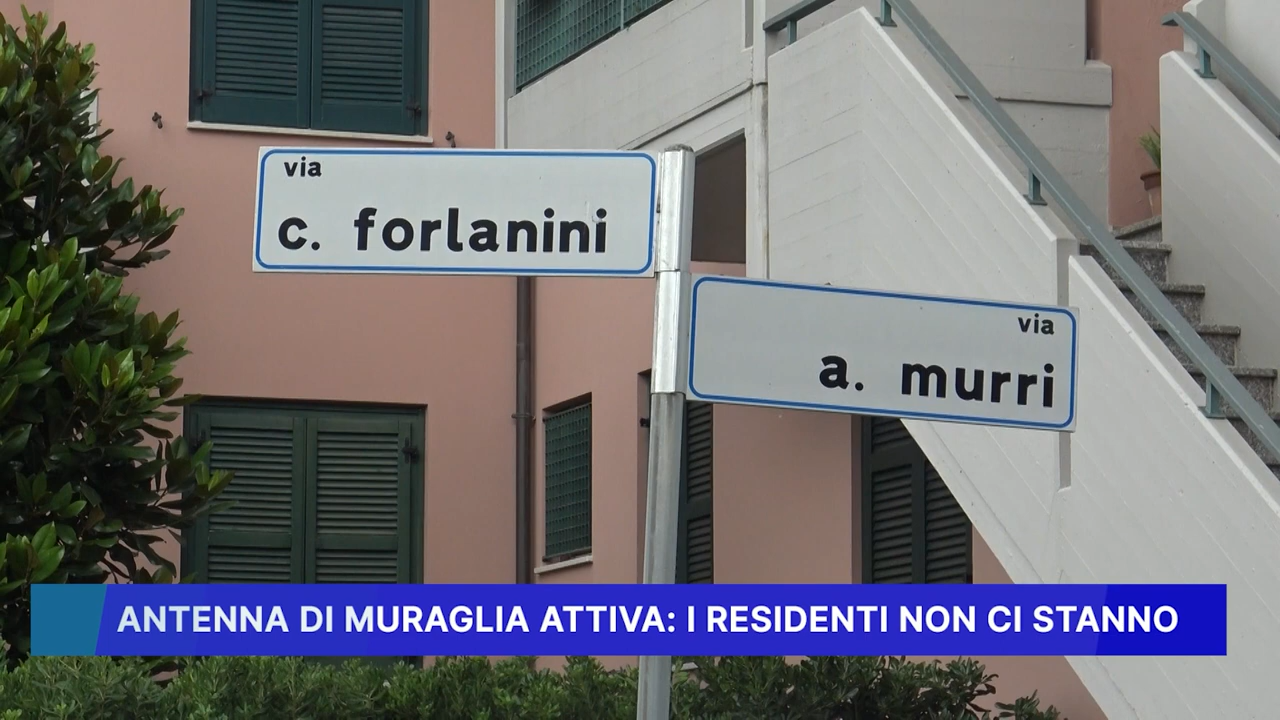 via
c. forlanini
via
a. murri
ANTENNA DI MURAGLIA ATTIVA: I RESIDENTI NON CI STANNO